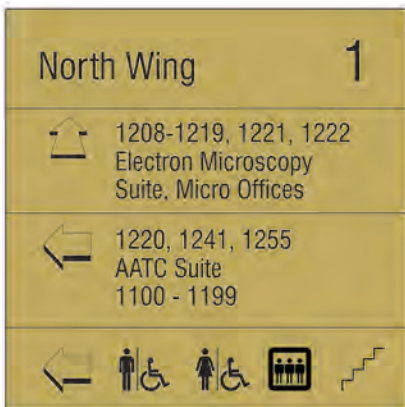 North Wing 1
1208-1219, 1221, 1222
Electron Microscopy
Suite, Micro Offices
1220, 1241, 1255
AATC Suite
1100 - 1199